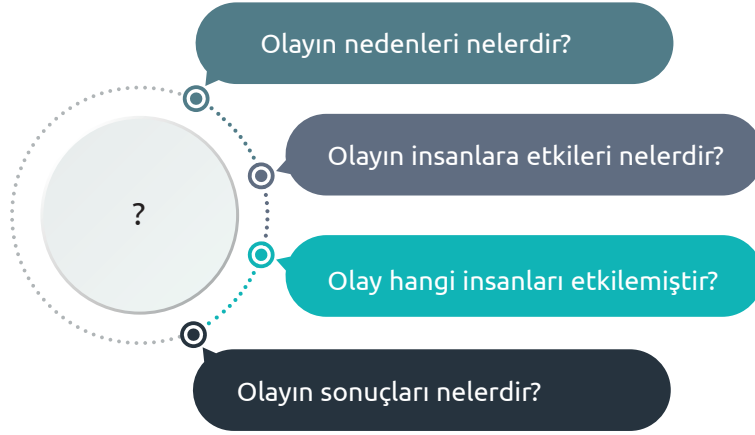 Olayın nedenleri nelerdir?
Olayın insanlara etkileri nelerdir?
?
Olay hangi insanları etkilemiştir?
Olayın sonuçları nelerdir?